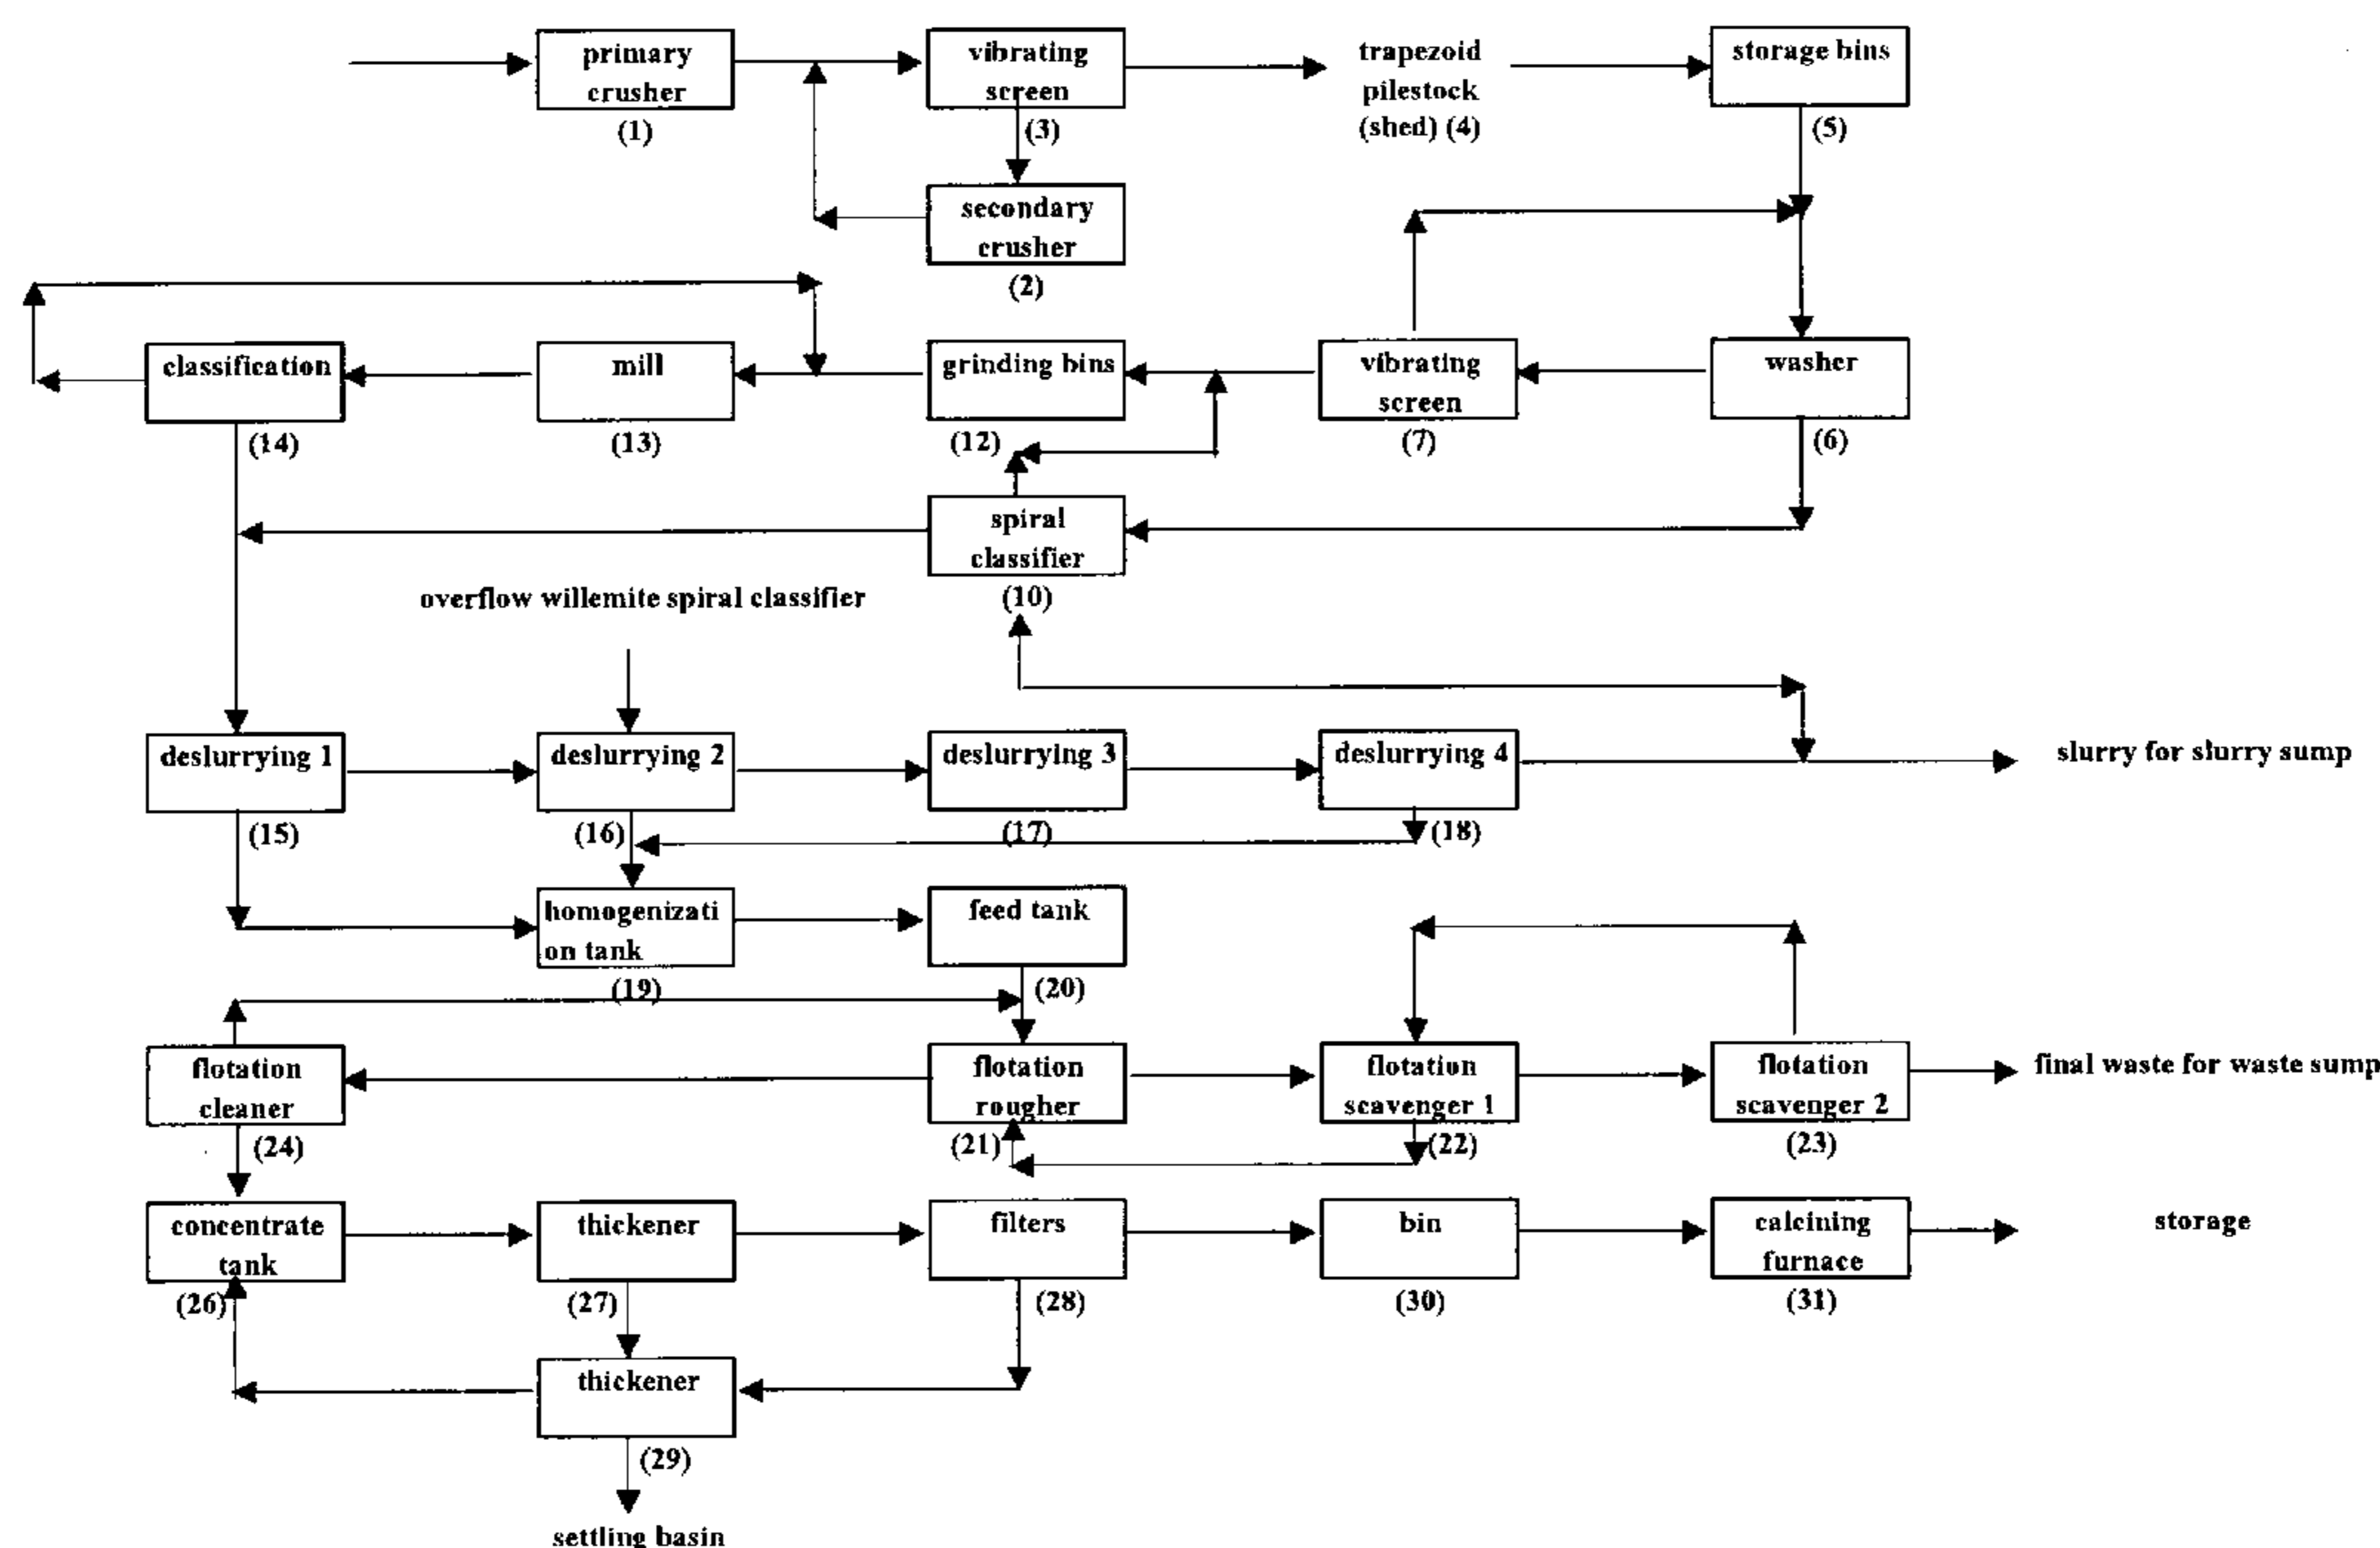 primary
crusher
(1)
vibrating
screen
(3)
trapezoid
pilestock
(shed) (4)
storage bins
(5)
secondary
crusher
(2)
classification
(14)
mill
(13)
grinding bins
(12)
vibrating
screen
(7)
washer
(6)
spiral
classifier
(10)
overflow willemite spiral classifier
deslurrying 1
(15)
deslurrying 2
(16)
deslurrying 3
(17)
deslurrying 4
(18)
slurry for slurry sump
homogenizati
on tank
(19)
feed tank
(20)
flotation
cleaner
(24)
flotation
rougher
(21)
flotation
scavenger 1
(22)
flotation
scavenger 2
(23)
final waste for waste sump
concentrate
tank
(26)
thickener
(27)
filters
(28)
bin
(30)
calcining
furnace
(31)
storage
thickener
(29)
settling basin